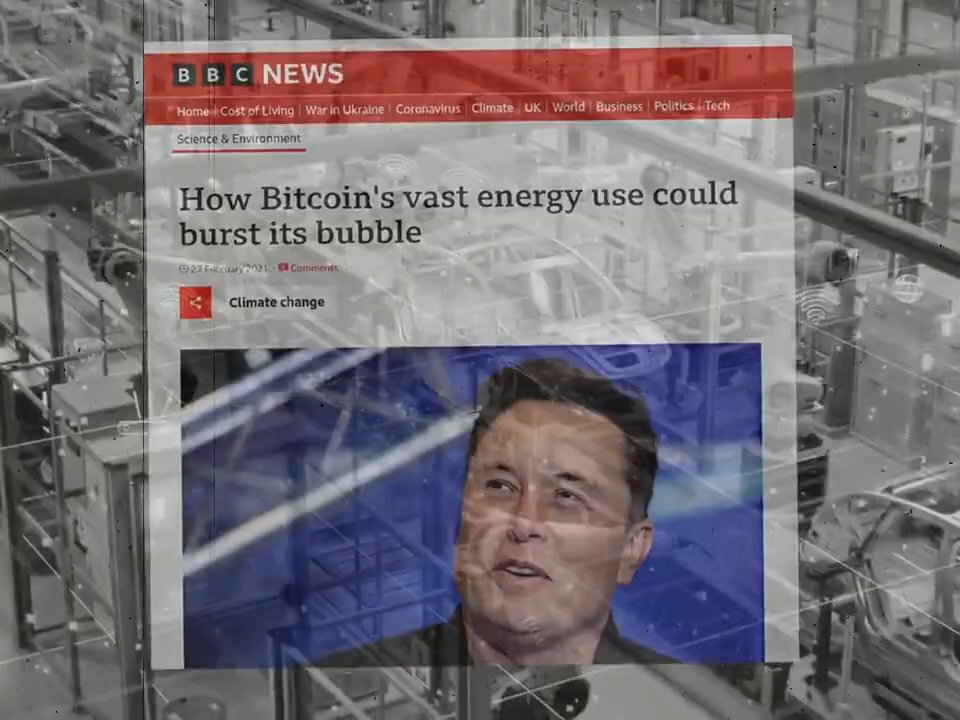 BBC NEWS
Home Cost of Living War in Ukraine Coronavirus Climate UK World Business Politics Tech
Science & Environment
How Bitcoin's vast energy use could
burst its bubble
27 February 2021 Comments
Climate change